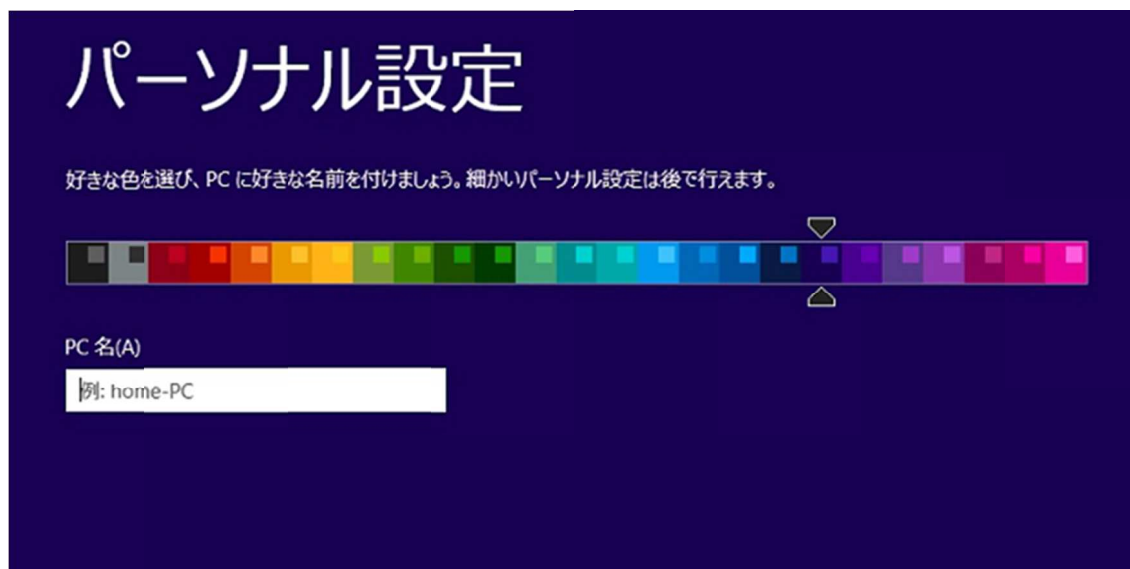 パーソナル設定
好きな色を選び、PC に好きな名前を付けましょう。細かいパーソナル設定は後で行えます。
PC 名(A)
例: home-PC